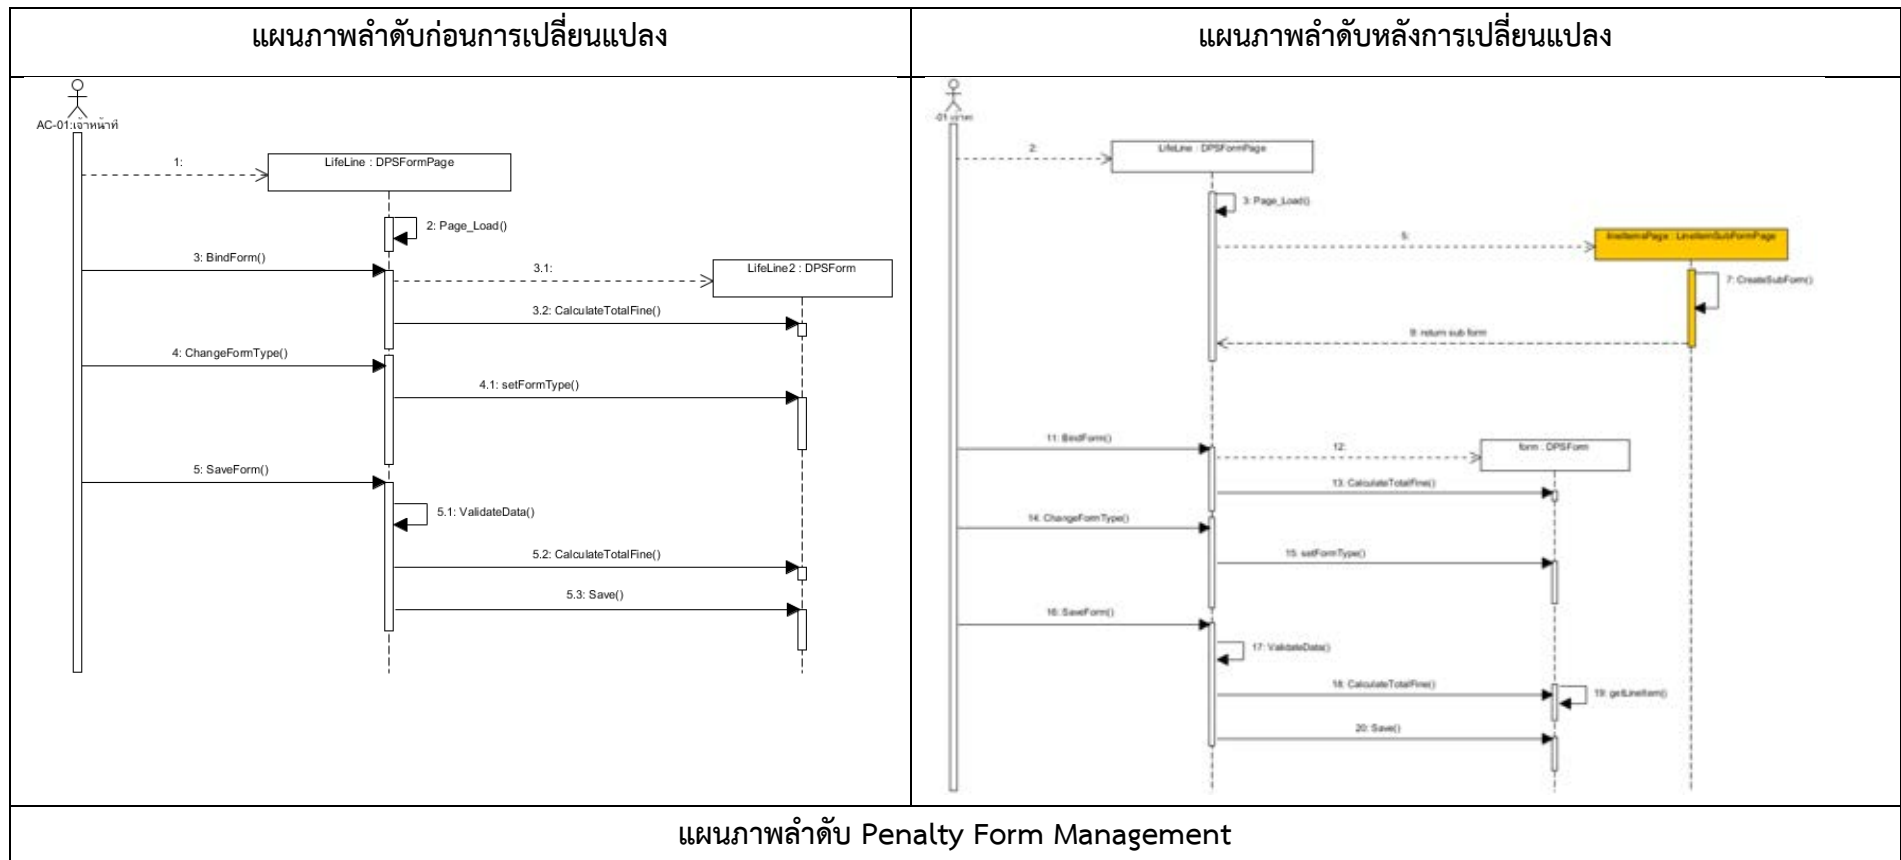 แผนภาพลำดับก่อนการเปลี่ยนแปลง
แผนภาพลำดับหลังการเปลี่ยนแปลง
AC-01:เจ้าหน้าที่
1:
LifeLine : DPSFormPage
2: Page_Load()
3: BindForm()
3.1:
LifeLine2 : DPSForm
3.2: CalculateTotalFine()
4: ChangeFormType()
4.1: setFormType()
5: SaveForm()
5.1: ValidateData()
5.2: CalculateTotalFine()
5.3: Save()
-01
2:
LifeLine : DPSFormPage
3: Page_Load()
5:
lineItemsPage : LineItemSubFormPage
7: CreateSubForm()
9: return sub form
11: BindForm()
12:
form : DPSForm
13: CalculateTotalFine()
14: ChangeFormType()
15: setFormType()
16: SaveForm()
17: ValidateData()
18: CalculateTotalFine()
19: getLineItem()
20: Save()
แผนภาพลำดับ Penalty Form Management